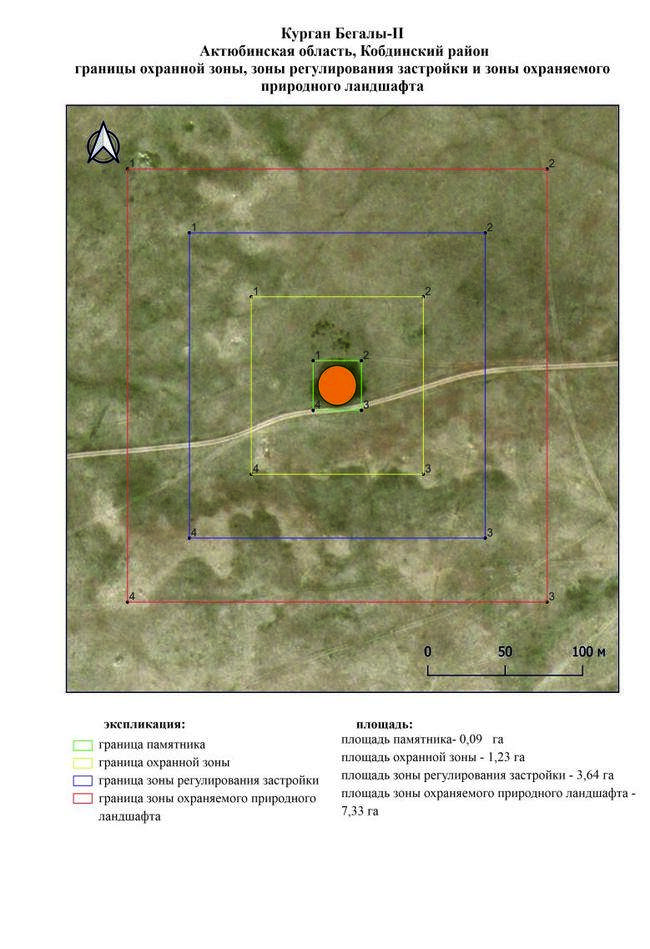 Курган Бегалы-II
Актюбинская область, Кобдинский район
границы охранной зоны, зоны регулирования застройки и зоны охраняемого
природного ландшафта
1
2
1
2
1
2
1
2
4
3
4
3
4
3
4
3
0 50 100 м
экспликация:
граница памятника
граница охранной зоны
граница зоны регулирования застройки
граница зоны охраняемого природного
ландшафта
площадь:
площадь памятника- 0,09 га
площадь охранной зоны - 1,23 га
площадь зоны регулирования застройки - 3,64 га
площадь зоны охраняемого природного ландшафта -
7,33 га